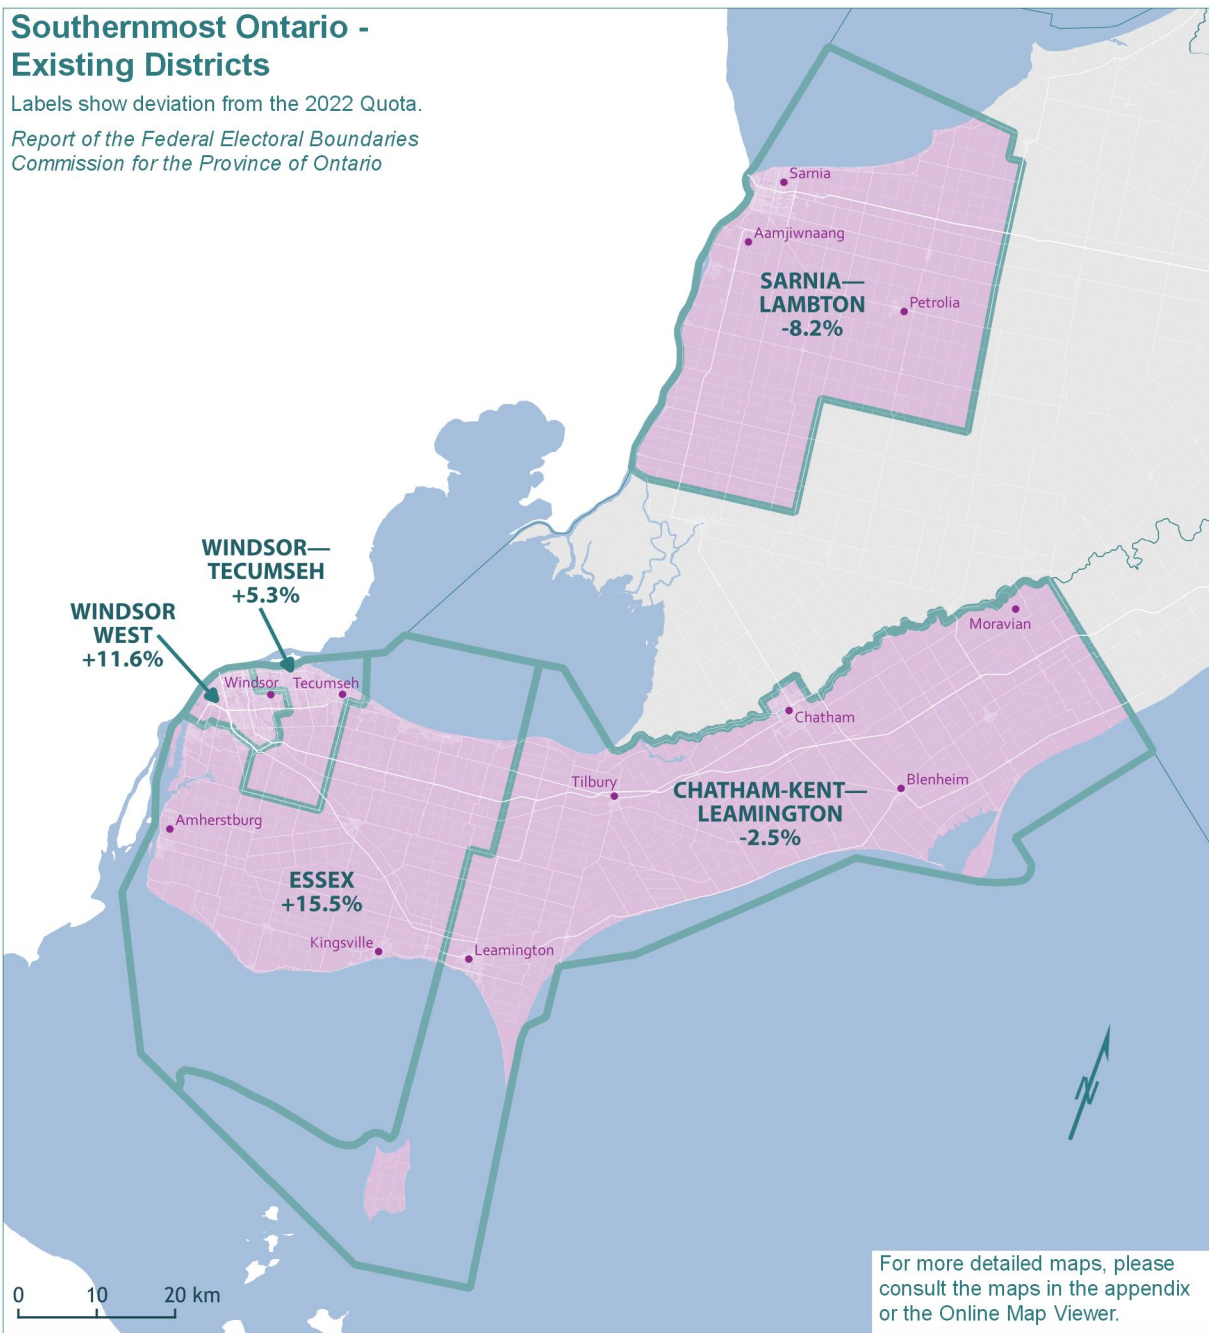 Southernmost Ontario -
Existing Districts
Labels show deviation from the 2022 Quota.
Report of the Federal Electoral Boundaries
Commission for the Province of Ontario
Sarnia
Aamjiwnaang
SARNIA—
LAMBTON
-8.2%
Petrolia
WINDSOR—
TECUMSEH
+5.3%
WINDSOR
WEST
+11.6%
Moravian
Windsor
Tecumseh
Chatham
Tilbury
CHATHAM-KENT—
LEAMINGTON
-2.5%
Blenheim
Amherstburg
ESSEX
+15.5%
Kingsville
Leamington
N
0 10 20 km
For more detailed maps, please
consult the maps in the appendix
or the Online Map Viewer.